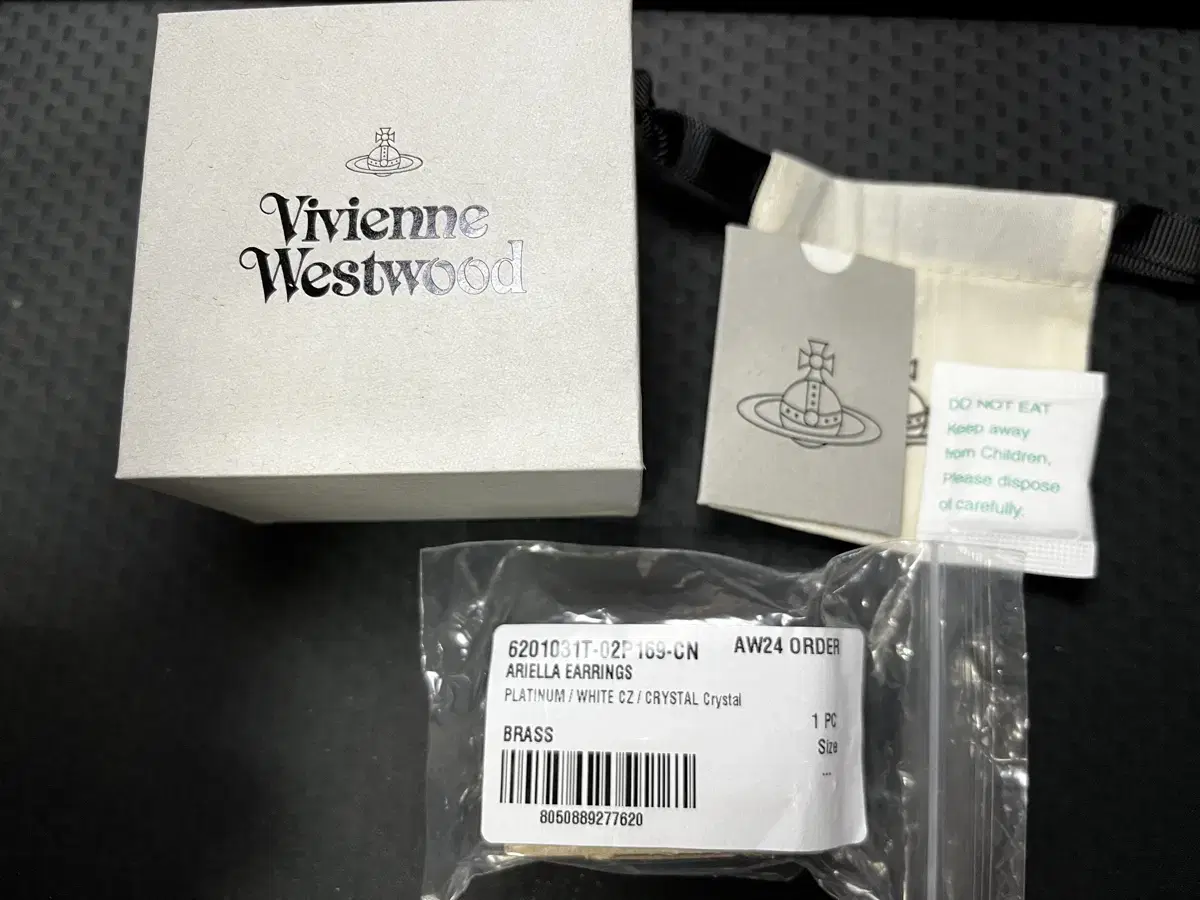 Vivienne
Westwood
DO NOT EAT
Keep away
from Children,
Please dispose
of carefully.
6201031T-02P169-CN
AW24 ORDER
ARIELLA EARRINGS
PLATINUM / WHITE CZ / CRYSTAL Crystal
1 PC
BRASS
Size
...
8050889277620